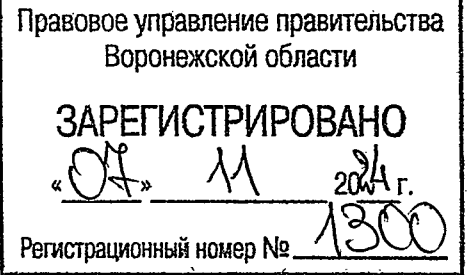 Правовое управление правительства
Воронежской области
ЗАРЕГИСТРИРОВАНО
«07» 11 2024 г.
Регистрационный номер № 1300